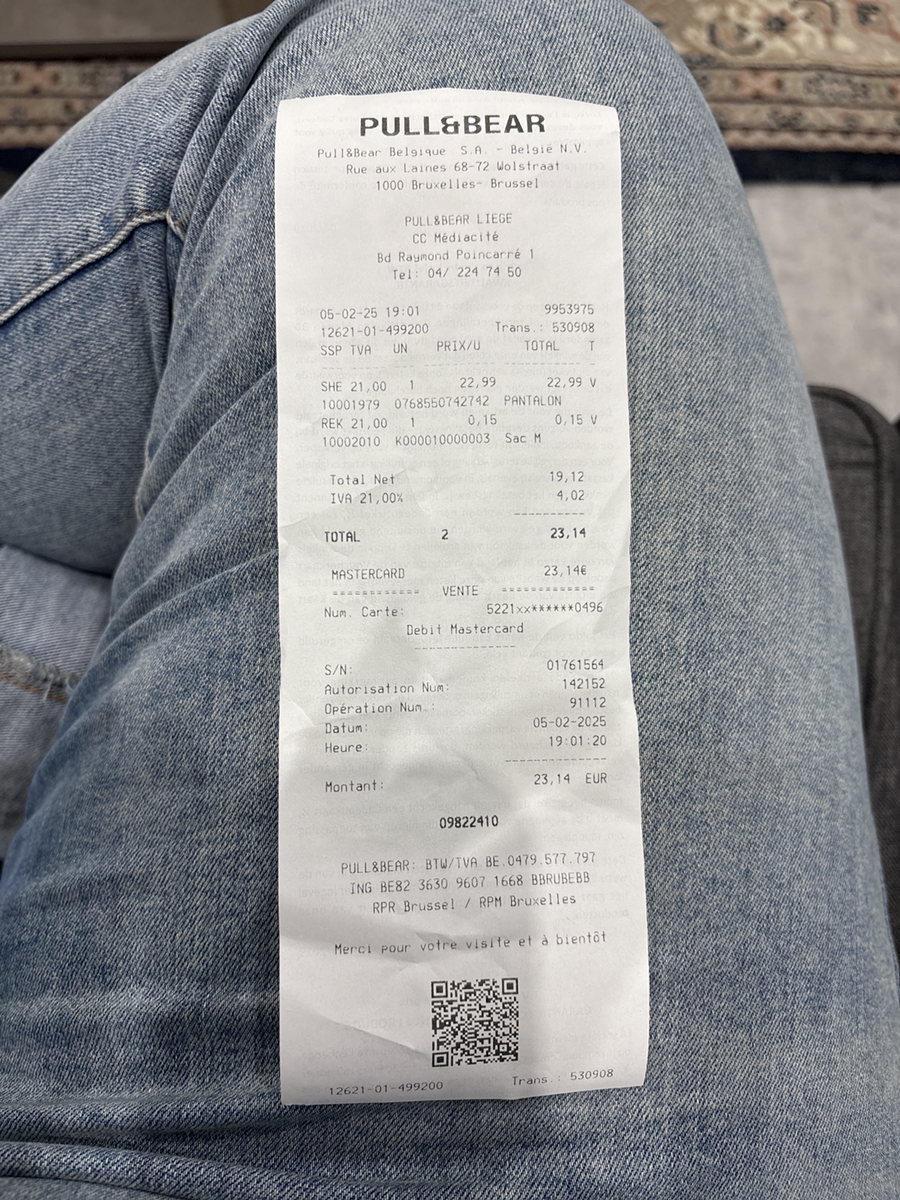 PULL&BEAR
Pull&Bear Belgique S.A. - België N.V.
Rue aux Laines 68-72 Wolstraat
1000 Bruxelles- Brussel
PULL&BEAR LIEGE
CC Médiacité
Bd Raymond Poincarré 1
Tel: 04/ 224 74 50
05-02-25 19:01 9953975
12621-01-499200 Trans.: 530908
SSP TVA UN PRIX/U TOTAL T
SHE 21,00 1 22,99 22,99 V
10001979 0768550742742 PANTALON
REK 21,00 1 0,15 0,15 V
10002010 K000010000003 Sac M
Total Net 19,12
IVA 21,00% 4,02
------------
TOTAL 2 23,14
MASTERCARD 23,14€
============ VENTE =============
Num. Carte: 5221xx******0496
Debit Mastercard
--------------
S/N: 01761564
Autorisation Num: 142152
Opération Num.: 91112
Datum: 05-02-2025
Heure: 19:01:20
--------------
Montant: 23,14 EUR
09822410
PULL&BEAR: BTW/TVA BE.0479.577.797
ING BE82 3630 9607 1668 BBRUBEBB
RPR Brussel / RPM Bruxelles
Merci pour votre visite et à bientôt
12621-01-499200 Trans.: 530908